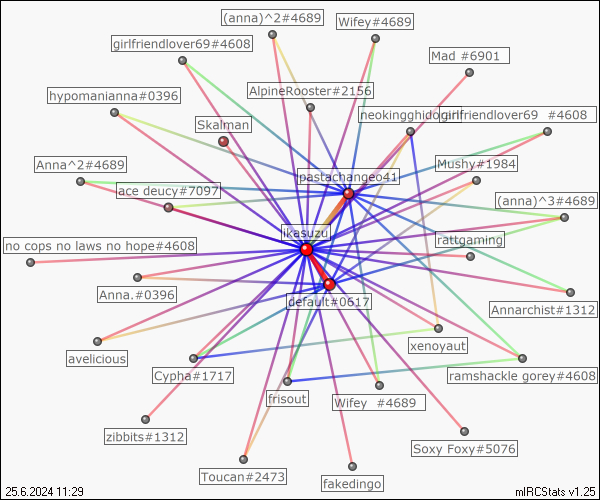 (anna)^2#4689
Wifey#4689
girlfriendlover69#4608
Mad #6901
AlpineRooster#2156
hypomanianna#0396
neokingghidorah
girlfriendlover69 #4608
Skalman
Mushy#1984
Anna^2#4689
pastachangeo41
ace deucy#7097
(anna)^3#4689
ikasuzu
rattgaming
no cops no laws no hope#4608
Anna.#0396
default#0617
Annarchist#1312
avelicious
xenoyaut
Cypha#1717
ramshackle gorey#4608
frisout
Wifey #4689
zibbits#1312
Soxy Foxy#5076
Toucan#2473
fakedingo
25.6.2024 11:29
mIRCStats v1.25